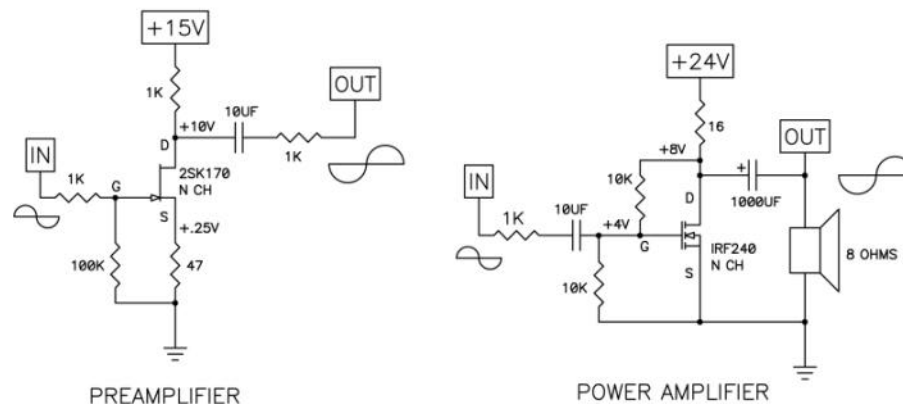 +15V
1K
OUT
10UF
+10V
D
1K
IN
2SK170
N CH
1K
G
S
+.25V
100K
47
PREAMPLIFIER
+24V
16
OUT
+8V
+
10K
D
1000UF
IN
10UF
1K
+4V
G
IRF240
N CH
8 OHMS
S
10K
POWER AMPLIFIER